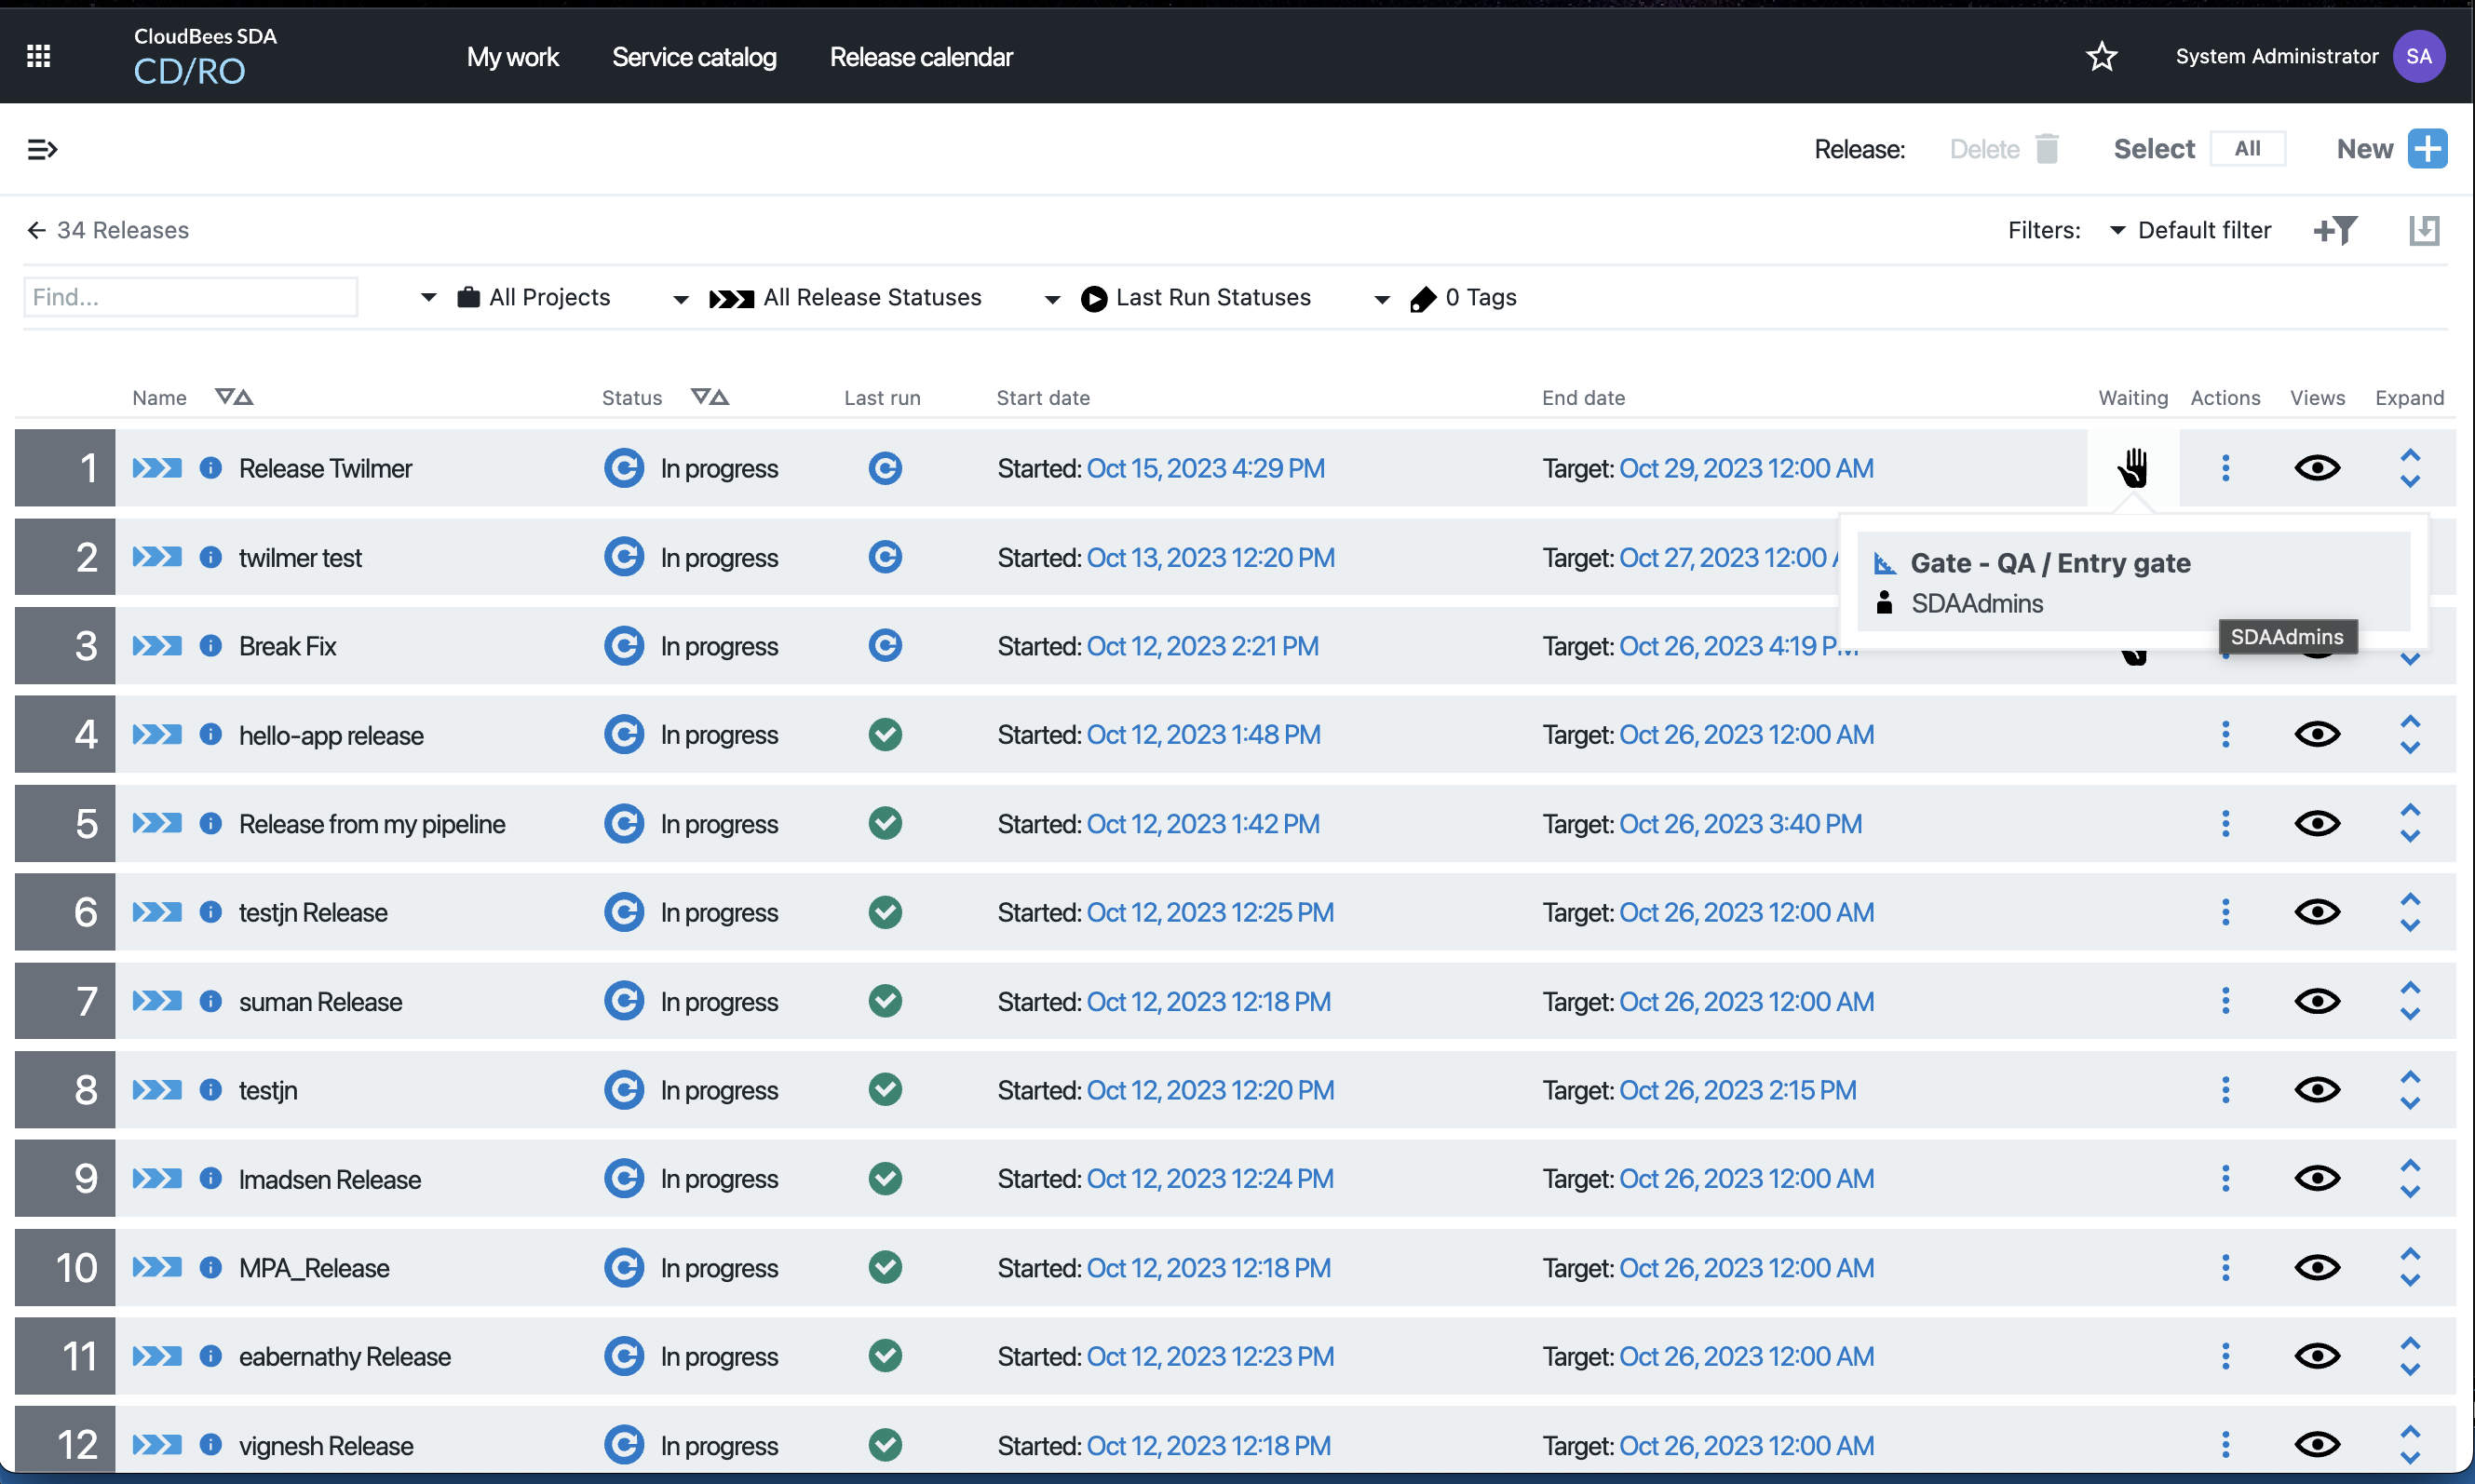 CloudBees SDA
CD/RO
My work
Service catalog
Release calendar
System Administrator
SA
Release:
Delete
Select
All
New
34 Releases
Filters:
Default filter
Find...
All Projects
All Release Statuses
Last Run Statuses
0 Tags
Name
Status
Last run
Start date
End date
Waiting
Actions
Views
Expand
1 Release Twilmer In progress Started: Oct 15, 2023 4:29 PM Target: Oct 29, 2023 12:00 AM
2 twilmer test In progress Started: Oct 13, 2023 12:20 PM Target: Oct 27, 2023 12:00
Gate - QA / Entry gate
SDAAdmins
SDAAdmins
3 Break Fix In progress Started: Oct 12, 2023 2:21 PM Target: Oct 26, 2023 4:19 PM
4 hello-app release In progress Started: Oct 12, 2023 1:48 PM Target: Oct 26, 2023 12:00 AM
5 Release from my pipeline In progress Started: Oct 12, 2023 1:42 PM Target: Oct 26, 2023 3:40 PM
6 testjn Release In progress Started: Oct 12, 2023 12:25 PM Target: Oct 26, 2023 12:00 AM
7 suman Release In progress Started: Oct 12, 2023 12:18 PM Target: Oct 26, 2023 12:00 AM
8 testjn In progress Started: Oct 12, 2023 12:20 PM Target: Oct 26, 2023 2:15 PM
9 lmadsen Release In progress Started: Oct 12, 2023 12:24 PM Target: Oct 26, 2023 12:00 AM
10 MPA_Release In progress Started: Oct 12, 2023 12:18 PM Target: Oct 26, 2023 12:00 AM
11 eabernathy Release In progress Started: Oct 12, 2023 12:23 PM Target: Oct 26, 2023 12:00 AM
12 vignesh Release In progress Started: Oct 12, 2023 12:18 PM Target: Oct 26, 2023 12:00 AM